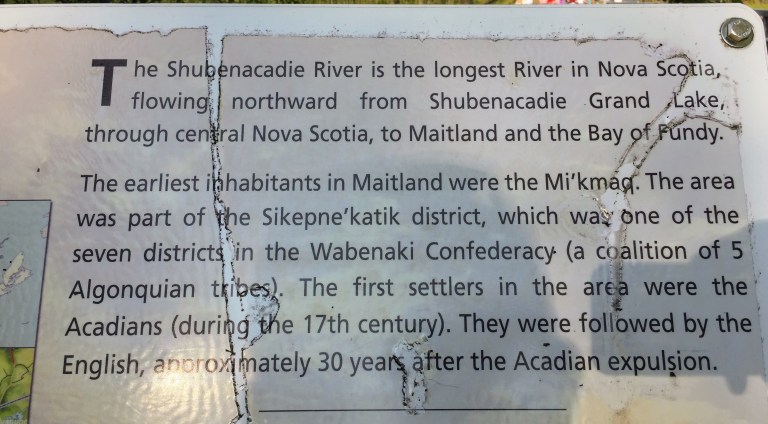 The Shubenacadie River is the longest River in Nova Scotia,
flowing northward from Shubenacadie Grand Lake,
through central Nova Scotia, to Maitland and the Bay of Fundy.
The earliest inhabitants in Maitland were the Mi'kmaq. The area
was part of the Sikepne'katik district, which was one of the
seven districts in the Wabenaki Confederacy (a coalition of 5
Algonquian tribes). The first settlers in the area were the
Acadians (during the 17th century). They were followed by the
English, approximately 30 years after the Acadian expulsion.